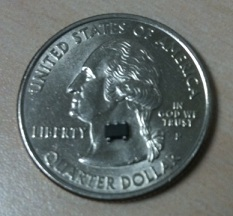 UNITED STATES OF AMERICA
LIBERTY
IN
GOD WE
TRUST
P
QUARTER DOLLAR